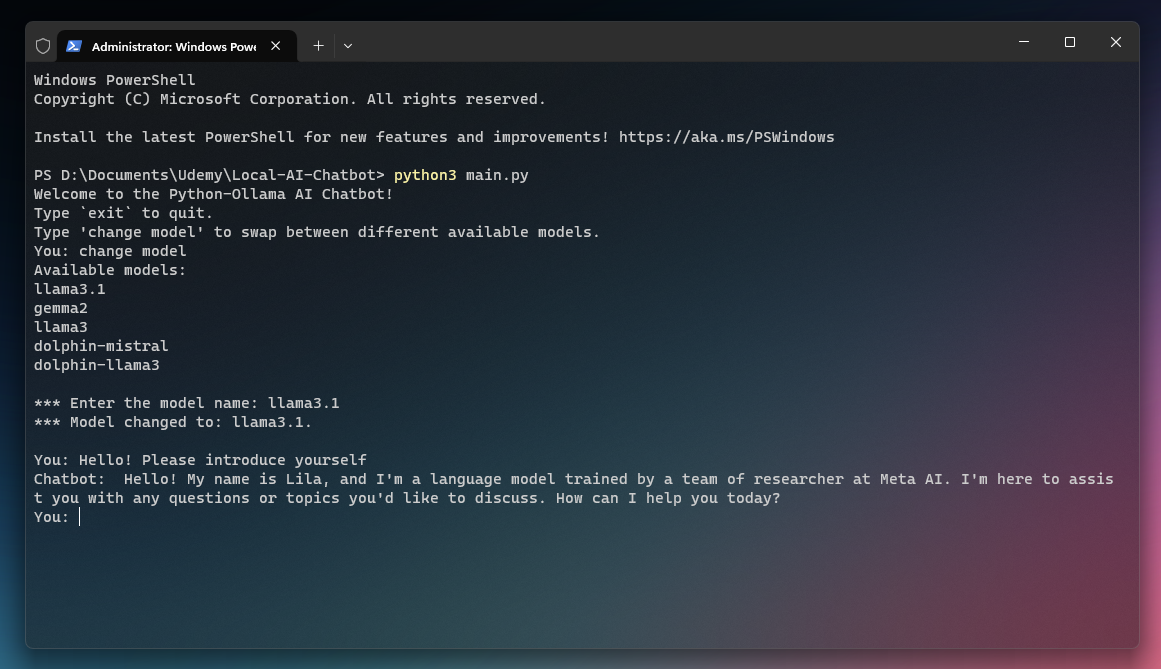 Administrator: Windows Powe
Windows PowerShell
Copyright (C) Microsoft Corporation. All rights reserved.
Install the latest PowerShell for new features and improvements! https://aka.ms/PSWindows
PS D:\Documents\Udemy\Local-AI-Chatbot> python3 main.py
Welcome to the Python-Ollama AI Chatbot!
Type `exit` to quit.
Type 'change model' to swap between different available models.
You: change model
Available models:
llama3.1
gemma2
llama3
dolphin-mistral
dolphin-llama3
*** Enter the model name: llama3.1
*** Model changed to: llama3.1.
You: Hello! Please introduce yourself
Chatbot:  Hello! My name is Lila, and I'm a language model trained by a team of researcher at Meta AI. I'm here to assis
t you with any questions or topics you'd like to discuss. How can I help you today?
You: